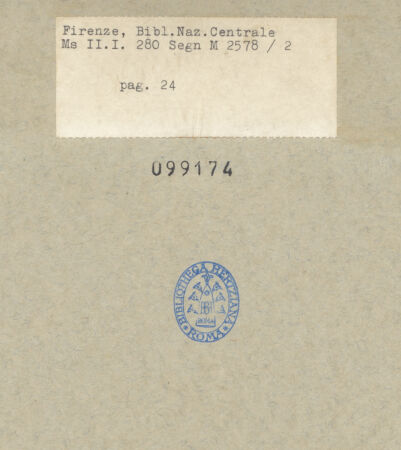 Firenze, Bibl.Naz.Centrale
Ms II.I. 280 Segn M 2578 / 2
pag. 24
099174
BIBLIOTHECA HERTZIANA
ROMA